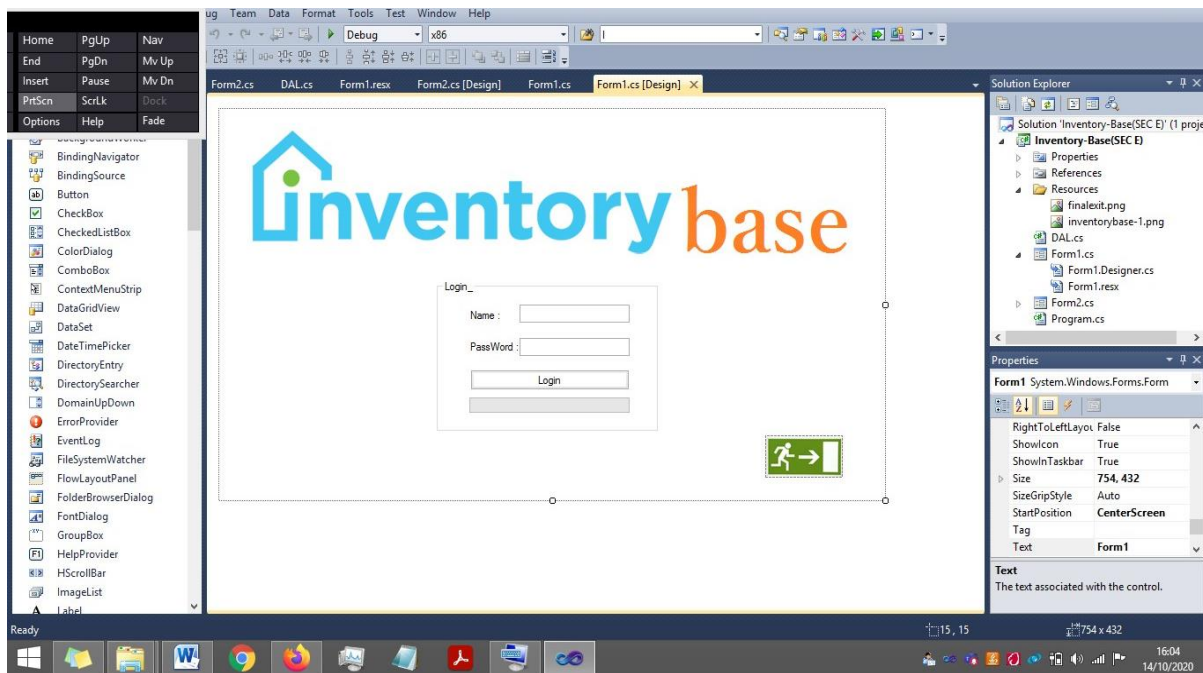 ug Team Data Format Tools Test Window Help
Debug x86
Home PgUp Nav
End PgDn Mv Up
Insert Pause Mv Dn
PrtScn ScrLk Dock
Options Help Fade
Form2.cs DAL.cs Form1.resx Form2.cs [Design] Form1.cs Form1.cs [Design]
BackgroundWorker
BindingNavigator
BindingSource
Button
CheckBox
CheckedListBox
ColorDialog
ComboBox
ContextMenuStrip
DataGridView
DataSet
DateTimePicker
DirectoryEntry
DirectorySearcher
DomainUpDown
ErrorProvider
EventLog
FileSystemWatcher
FlowLayoutPanel
FolderBrowserDialog
FontDialog
GroupBox
HelpProvider
HScrollBar
ImageList
Label
inventory base
Login_
Name :
PassWord :
Login
Solution Explorer
Solution 'Inventory-Base(SEC E)' (1 proje
Inventory-Base(SEC E)
Properties
References
Resources
finalexit.png
inventorybase-1.png
DAL.cs
Form1.cs
Form1.Designer.cs
Form1.resx
Form2.cs
Program.cs
Properties
Form1 System.Windows.Forms.Form
RightToLeftLayou False
ShowIcon True
ShowInTaskbar True
Size 754, 432
SizeGripStyle Auto
StartPosition CenterScreen
Tag
Text Form1
Text
The text associated with the control.
Ready 15 , 15 754 x 432
16:04
14/10/2020